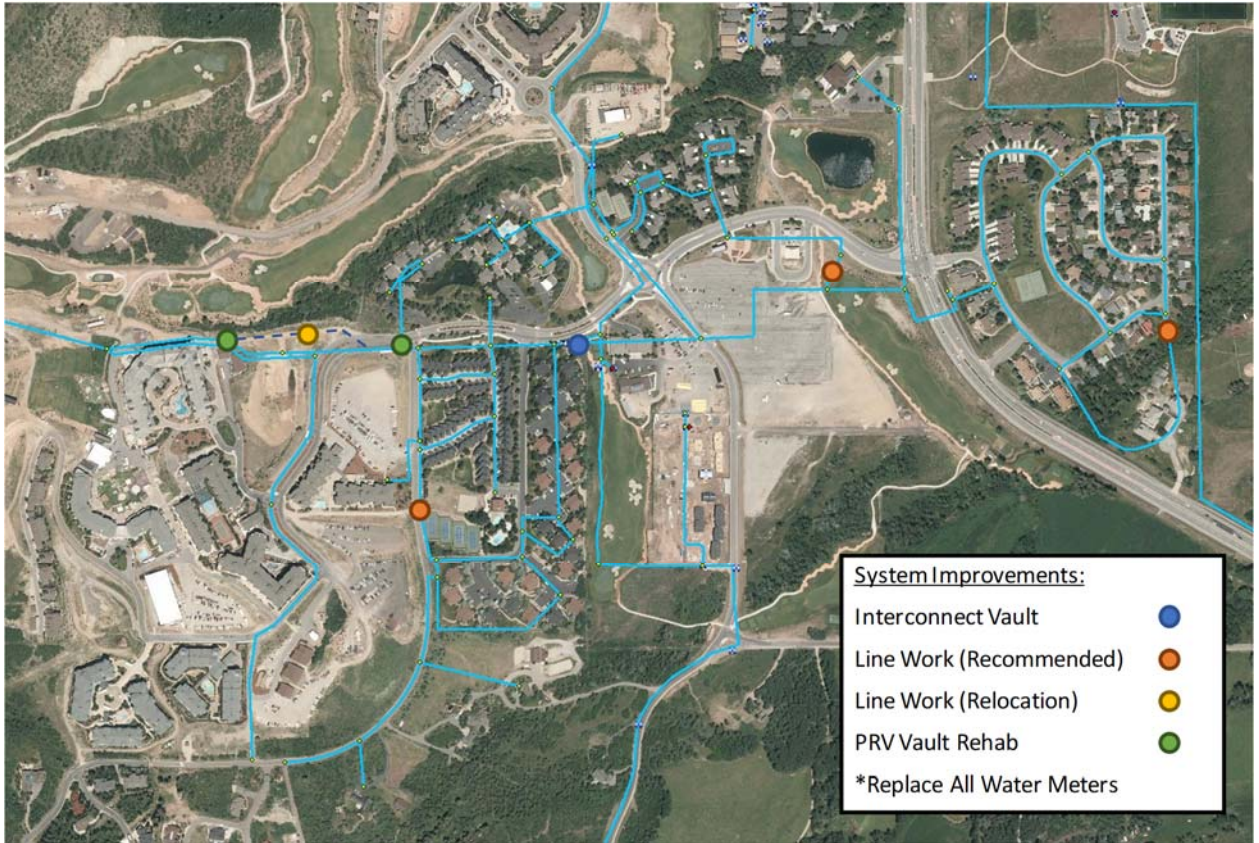 System Improvements:
Interconnect Vault
Line Work (Recommended)
Line Work (Relocation)
PRV Vault Rehab
*Replace All Water Meters